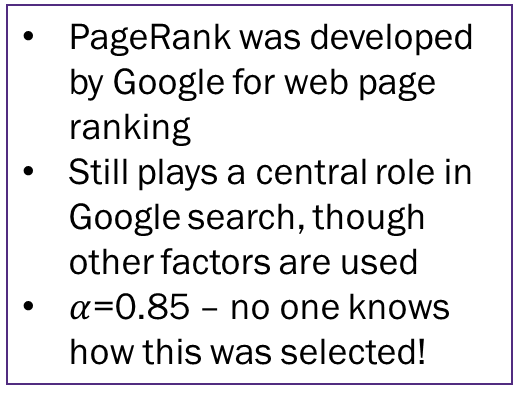 • PageRank was developed
by Google for web page
ranking
• Still plays a central role in
Google search, though
other factors are used
• 𝛼=0.85 – no one knows
how this was selected!